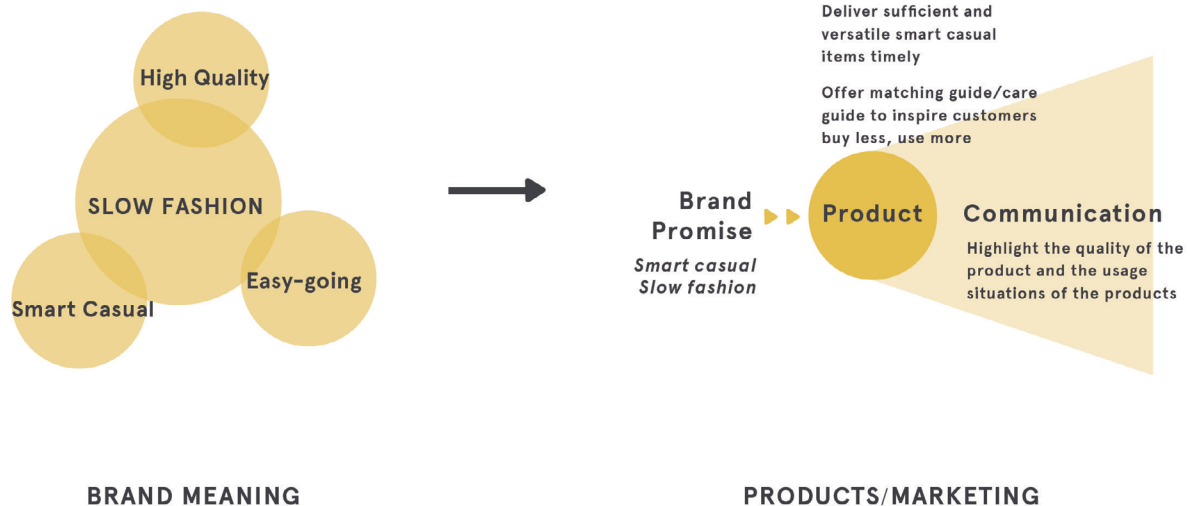 High Quality
SLOW FASHION
Easy-going
Smart Casual
BRAND MEANING
Deliver sufficient and
versatile smart casual
items timely
Offer matching guide/care
guide to inspire customers
buy less, use more
Brand
Promise
Smart casual
Slow fashion
Product
Communication
Highlight the quality of the
product and the usage
situations of the products
PRODUCTS/MARKETING